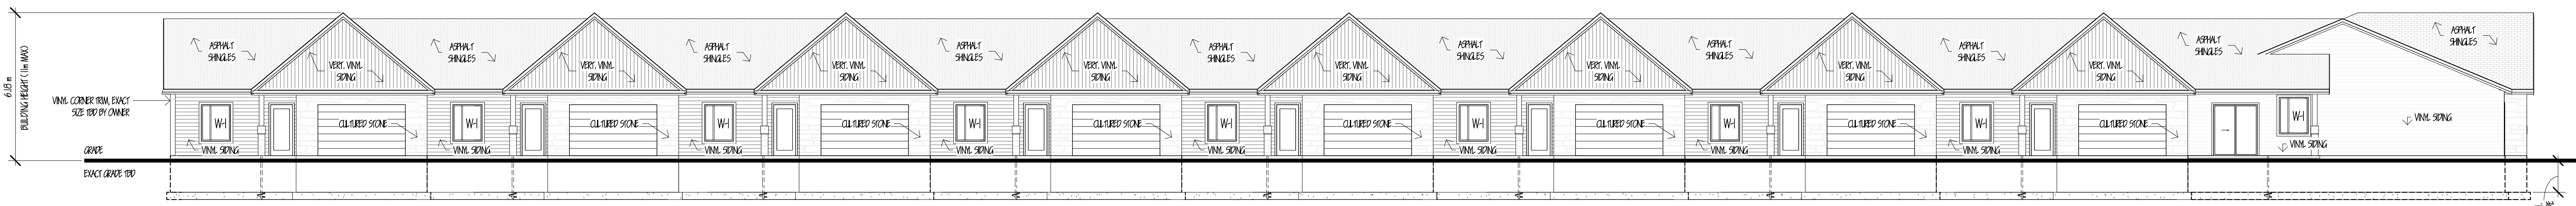 6.18 m
BUILDING HEIGHT (11m MAX.)
VINYL CORNER TRIM, EXACT
SIZE TBD BY OWNER
GRADE
EXACT GRADE TBD
ASPHALT
SHINGLES
VERT. VINYL
SIDING
W-1
VINYL SIDING
CULTURED STONE
ASPHALT
SHINGLES
VERT. VINYL
SIDING
W-1
VINYL SIDING
CULTURED STONE
ASPHALT
SHINGLES
VERT. VINYL
SIDING
W-1
VINYL SIDING
CULTURED STONE
ASPHALT
SHINGLES
VERT. VINYL
SIDING
W-1
VINYL SIDING
CULTURED STONE
ASPHALT
SHINGLES
VERT. VINYL
SIDING
W-1
VINYL SIDING
CULTURED STONE
ASPHALT
SHINGLES
VERT. VINYL
SIDING
W-1
VINYL SIDING
CULTURED STONE
ASPHALT
SHINGLES
VERT. VINYL
SIDING
W-1
VINYL SIDING
CULTURED STONE
ASPHALT
SHINGLES
VERT. VINYL
SIDING
W-1
VINYL SIDING
CULTURED STONE
ASPHALT
SHINGLES
W-1
VINYL SIDING
ASPHALT
SHINGLES
VINYL SIDING